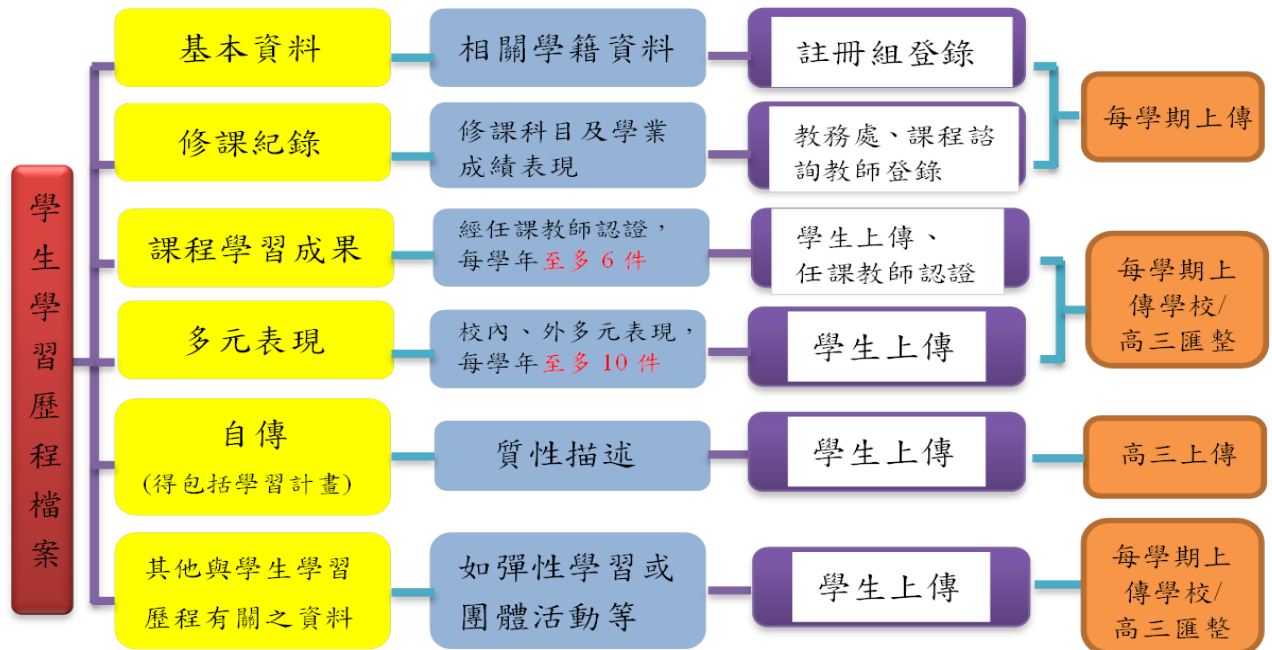 學生學習歷程檔案
基本資料
相關學籍資料
註冊組登錄
每學期上傳
修課紀錄
修課科目及學業
成績表現
教務處、課程諮
詢教師登錄
課程學習成果
經任課教師認證，
每學年至多 6 件
學生上傳、
任課教師認證
每學期上
傳學校/
高三匯整
多元表現
校內、外多元表現，
每學年至多 10 件
學生上傳
自傳
(得包括學習計畫)
質性描述
學生上傳
高三上傳
其他與學生學習
歷程有關之資料
如彈性學習或
團體活動等
學生上傳
每學期上
傳學校/
高三匯整